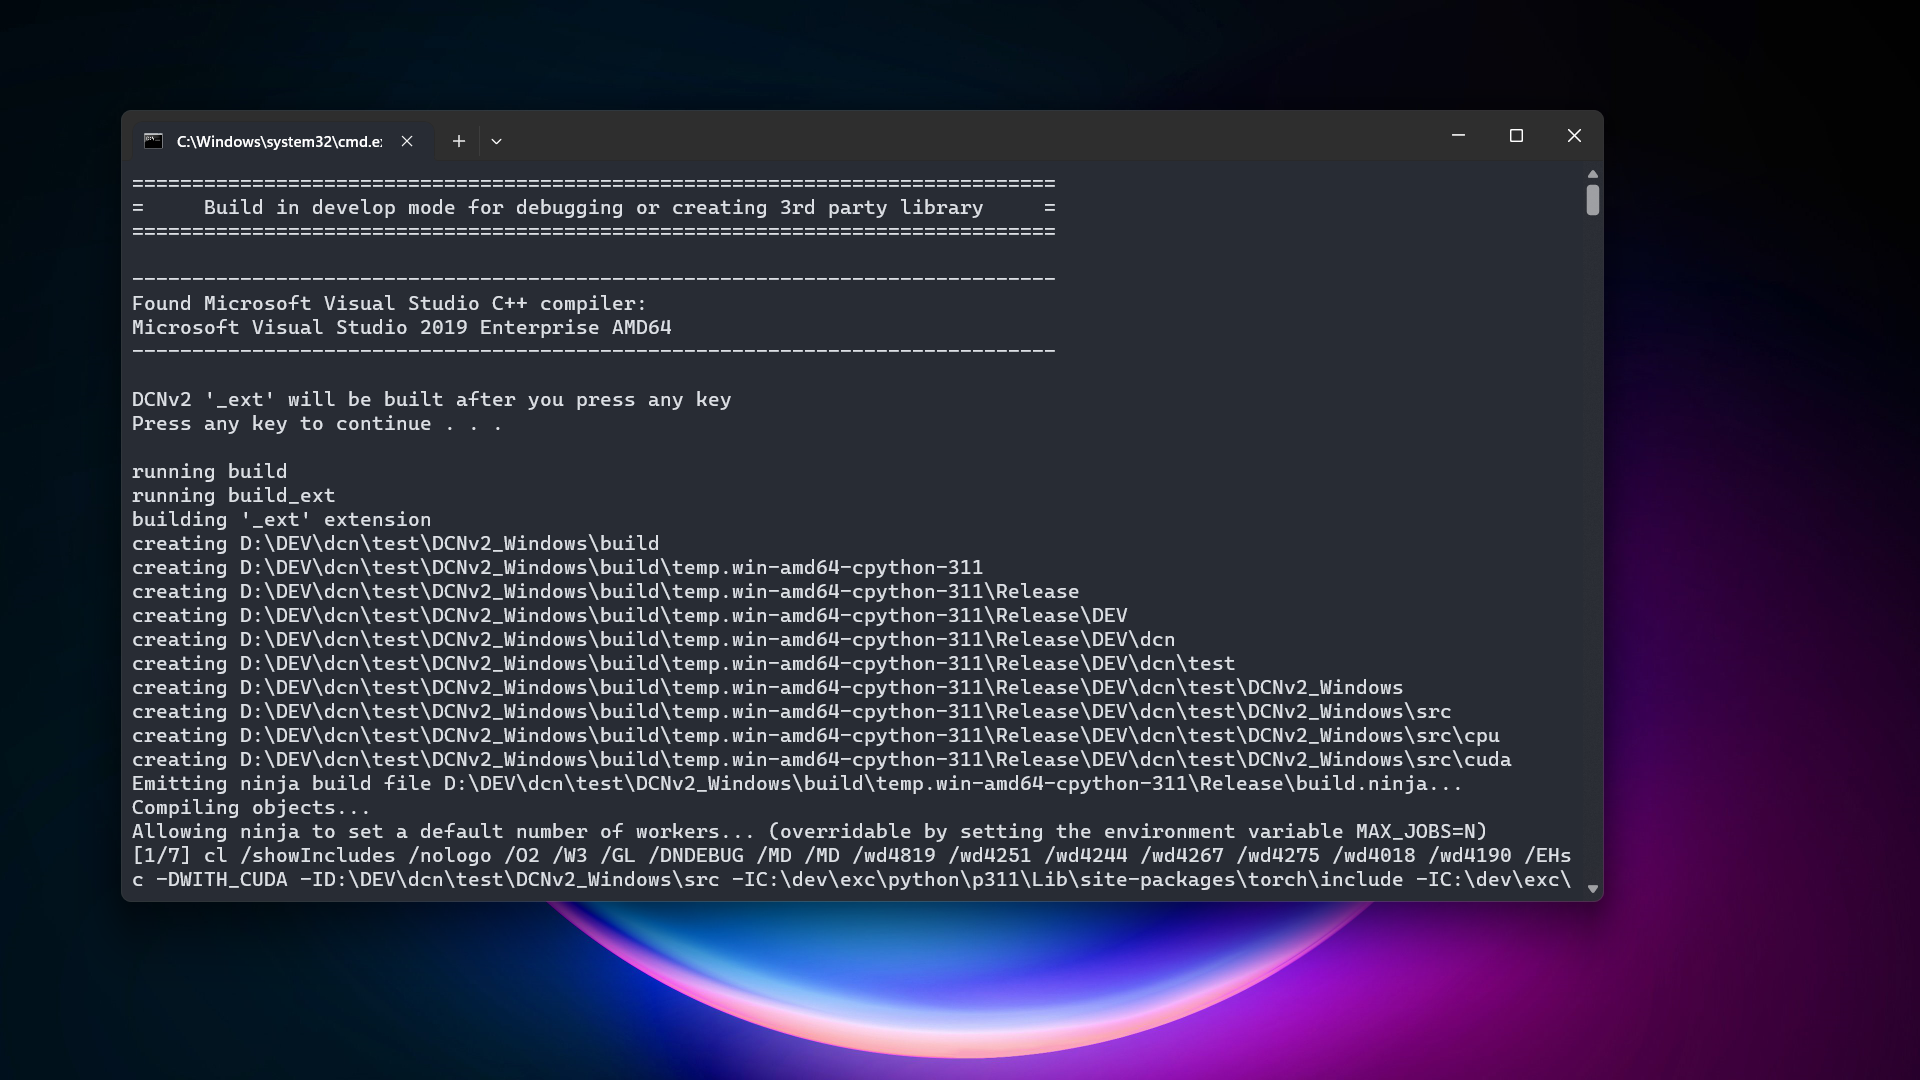 C:\Windows\system32\cmd.e
=============================================================================
=     Build in develop mode for debugging or creating 3rd party library     =
=============================================================================
-----------------------------------------------------------------------------
Found Microsoft Visual Studio C++ compiler:
Microsoft Visual Studio 2019 Enterprise AMD64
-----------------------------------------------------------------------------
DCNv2 '_ext' will be built after you press any key
Press any key to continue . . .
running build
running build_ext
building '_ext' extension
creating D:\DEV\dcn\test\DCNv2_Windows\build
creating D:\DEV\dcn\test\DCNv2_Windows\build\temp.win-amd64-cpython-311
creating D:\DEV\dcn\test\DCNv2_Windows\build\temp.win-amd64-cpython-311\Release
creating D:\DEV\dcn\test\DCNv2_Windows\build\temp.win-amd64-cpython-311\Release\DEV
creating D:\DEV\dcn\test\DCNv2_Windows\build\temp.win-amd64-cpython-311\Release\DEV\dcn
creating D:\DEV\dcn\test\DCNv2_Windows\build\temp.win-amd64-cpython-311\Release\DEV\dcn\test
creating D:\DEV\dcn\test\DCNv2_Windows\build\temp.win-amd64-cpython-311\Release\DEV\dcn\test\DCNv2_Windows
creating D:\DEV\dcn\test\DCNv2_Windows\build\temp.win-amd64-cpython-311\Release\DEV\dcn\test\DCNv2_Windows\src
creating D:\DEV\dcn\test\DCNv2_Windows\build\temp.win-amd64-cpython-311\Release\DEV\dcn\test\DCNv2_Windows\src\cpu
creating D:\DEV\dcn\test\DCNv2_Windows\build\temp.win-amd64-cpython-311\Release\DEV\dcn\test\DCNv2_Windows\src\cuda
Emitting ninja build file D:\DEV\dcn\test\DCNv2_Windows\build\temp.win-amd64-cpython-311\Release\build.ninja...
Compiling objects...
Allowing ninja to set a default number of workers... (overridable by setting the environment variable MAX_JOBS=N)
[1/7] cl /showIncludes /nologo /O2 /W3 /GL /DNDEBUG /MD /MD /wd4819 /wd4251 /wd4244 /wd4267 /wd4275 /wd4018 /wd4190 /EHs
c -DWITH_CUDA -ID:\DEV\dcn\test\DCNv2_Windows\src -IC:\dev\exc\python\p311\Lib\site-packages\torch\include -IC:\dev\exc\